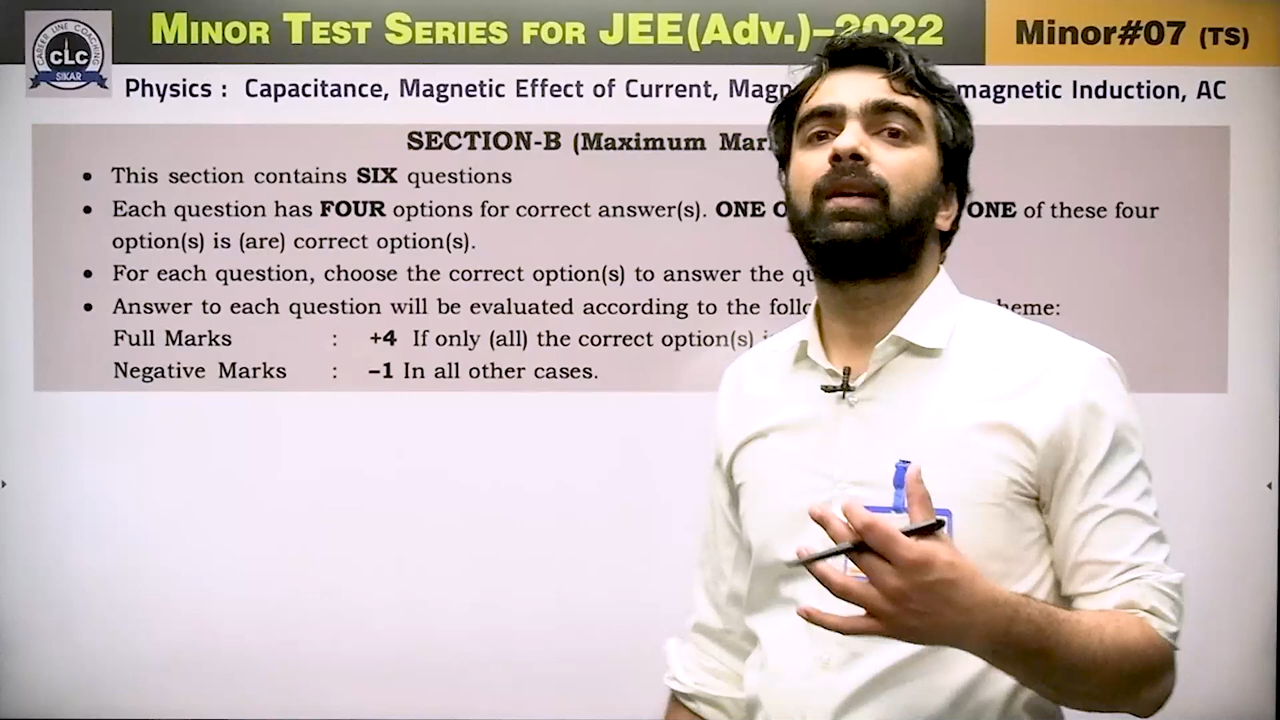 MINOR TEST SERIES FOR JEE(Adv.)–2022
Minor#07 (TS)
CAREER LINE COACHING
CLC
SIKAR
Physics : Capacitance, Magnetic Effect of Current, Magn magnetic Induction, AC
SECTION-B (Maximum Mar
• This section contains SIX questions
• Each question has FOUR options for correct answer(s). ONE O ONE of these four
option(s) is (are) correct option(s).
• For each question, choose the correct option(s) to answer the qu
• Answer to each question will be evaluated according to the follo eme:
Full Marks : +4 If only (all) the correct option(s)
Negative Marks : –1 In all other cases.